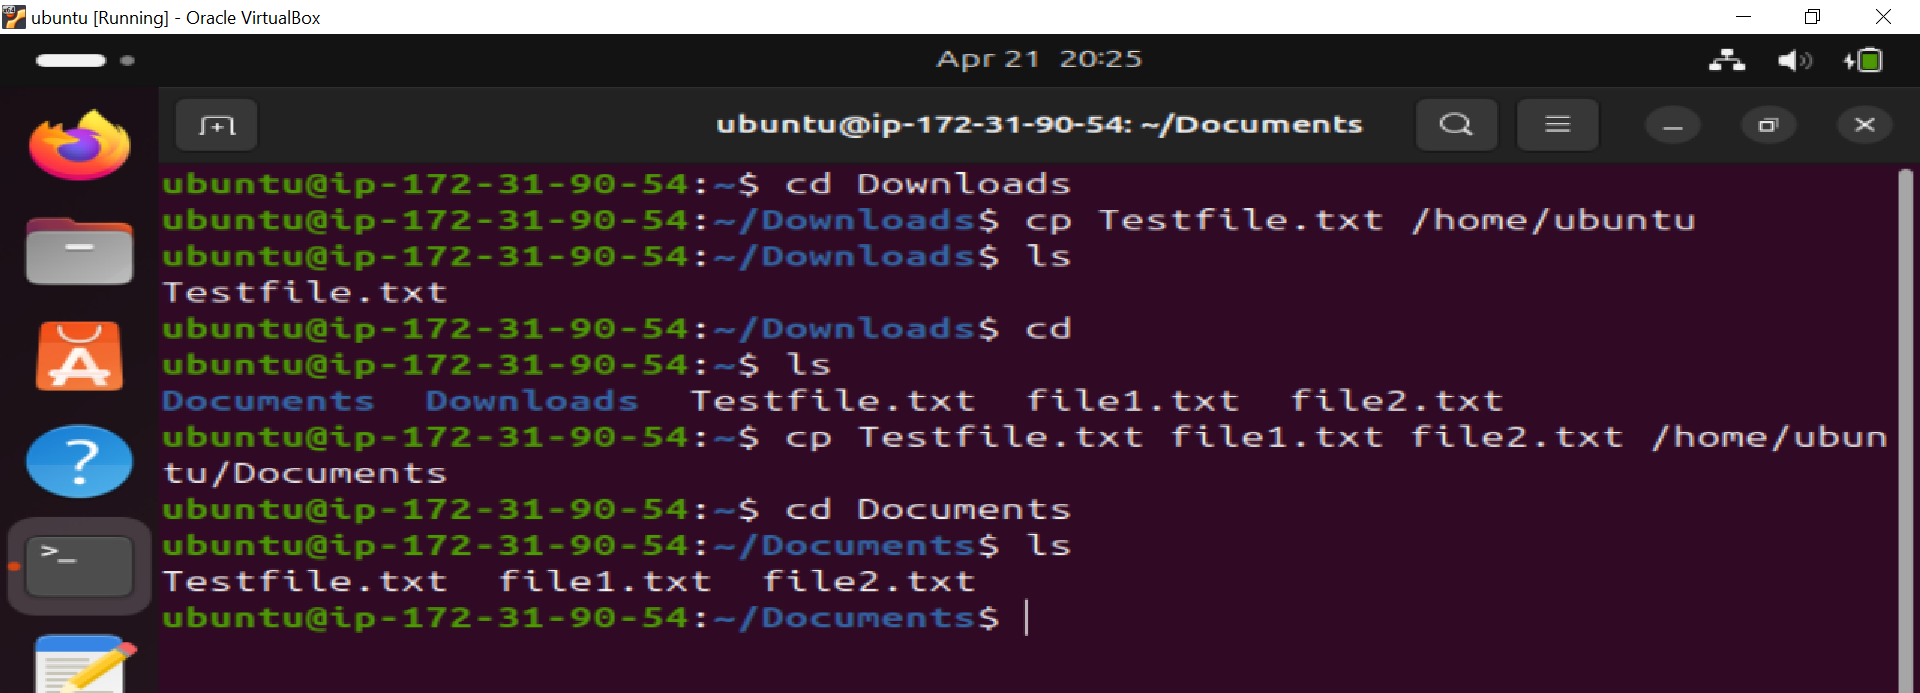 ubuntu [Running] - Oracle VirtualBox
Apr 21 20:25
ubuntu@ip-172-31-90-54: ~/Documents
ubuntu@ip-172-31-90-54:~$ cd Downloads
ubuntu@ip-172-31-90-54:~/Downloads$ cp Testfile.txt /home/ubuntu
ubuntu@ip-172-31-90-54:~/Downloads$ ls
Testfile.txt
ubuntu@ip-172-31-90-54:~/Downloads$ cd
ubuntu@ip-172-31-90-54:~$ ls
Documents Downloads Testfile.txt file1.txt file2.txt
ubuntu@ip-172-31-90-54:~$ cp Testfile.txt file1.txt file2.txt /home/ubun
tu/Documents
ubuntu@ip-172-31-90-54:~$ cd Documents
ubuntu@ip-172-31-90-54:~/Documents$ ls
Testfile.txt file1.txt file2.txt
ubuntu@ip-172-31-90-54:~/Documents$